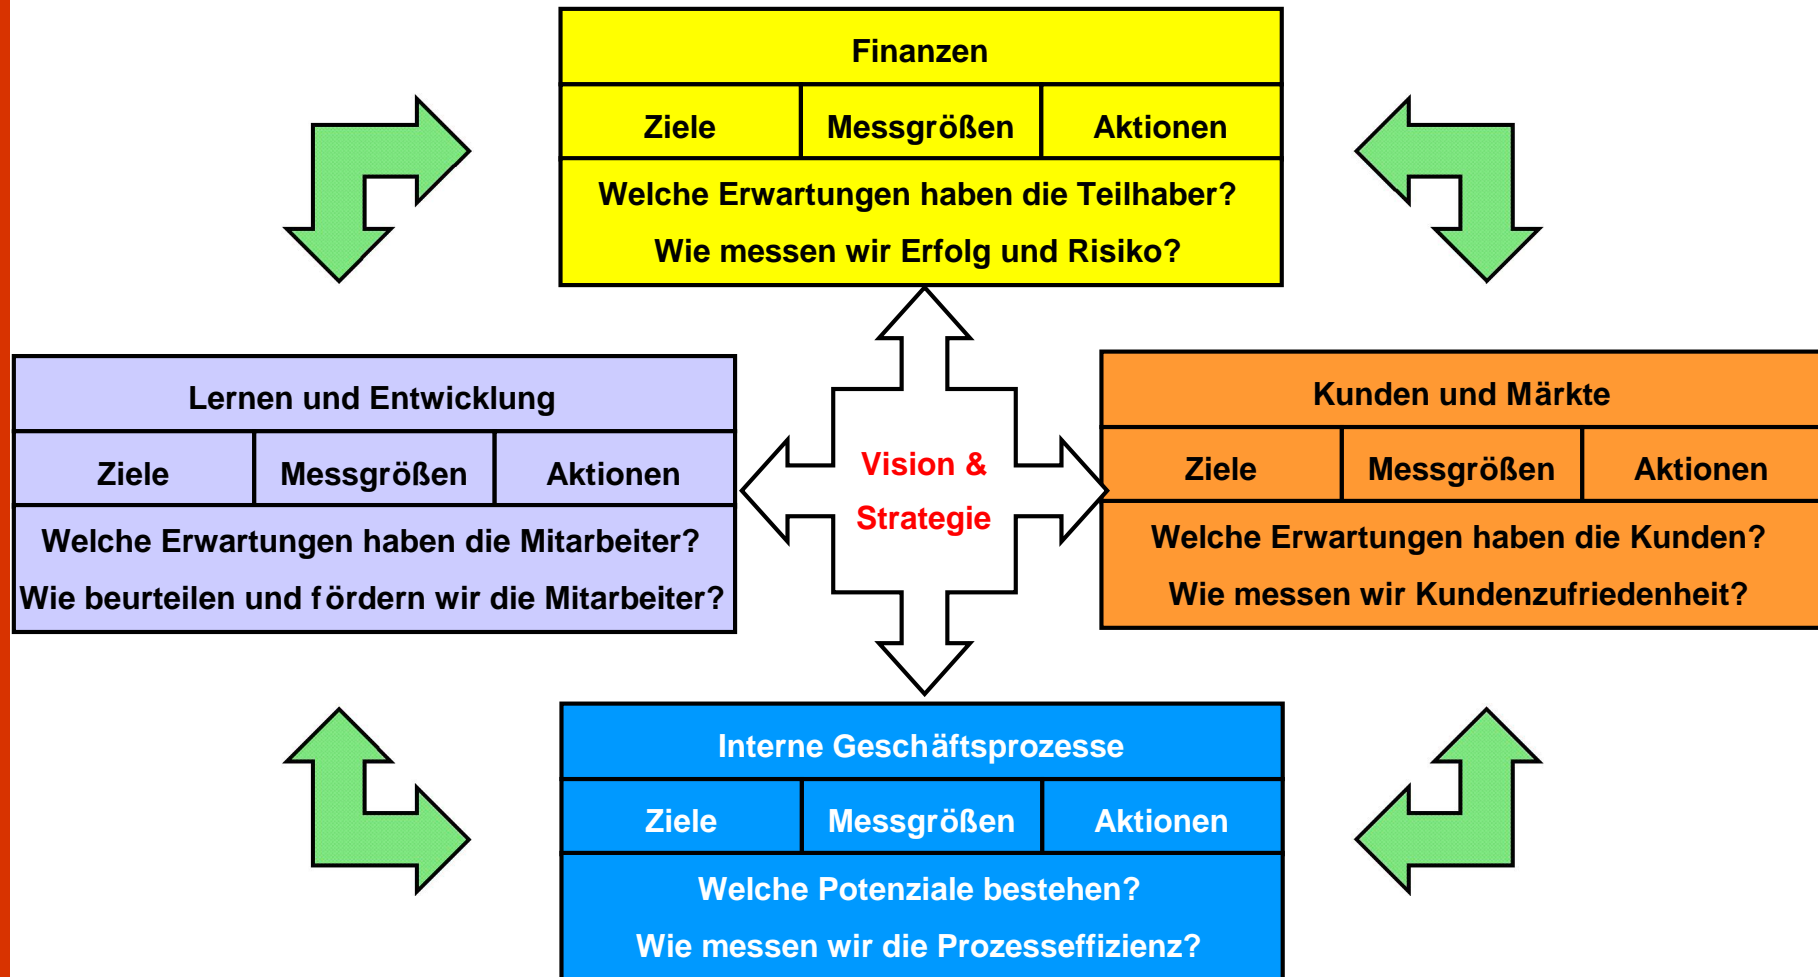 Finanzen
Ziele Messgrößen Aktionen
Welche Erwartungen haben die Teilhaber?
Wie messen wir Erfolg und Risiko?
Lernen und Entwicklung
Ziele Messgrößen Aktionen
Welche Erwartungen haben die Mitarbeiter?
Wie beurteilen und fördern wir die Mitarbeiter?
Vision &
Strategie
Kunden und Märkte
Ziele Messgrößen Aktionen
Welche Erwartungen haben die Kunden?
Wie messen wir Kundenzufriedenheit?
Interne Geschäftsprozesse
Ziele Messgrößen Aktionen
Welche Potenziale bestehen?
Wie messen wir die Prozesseffizienz?